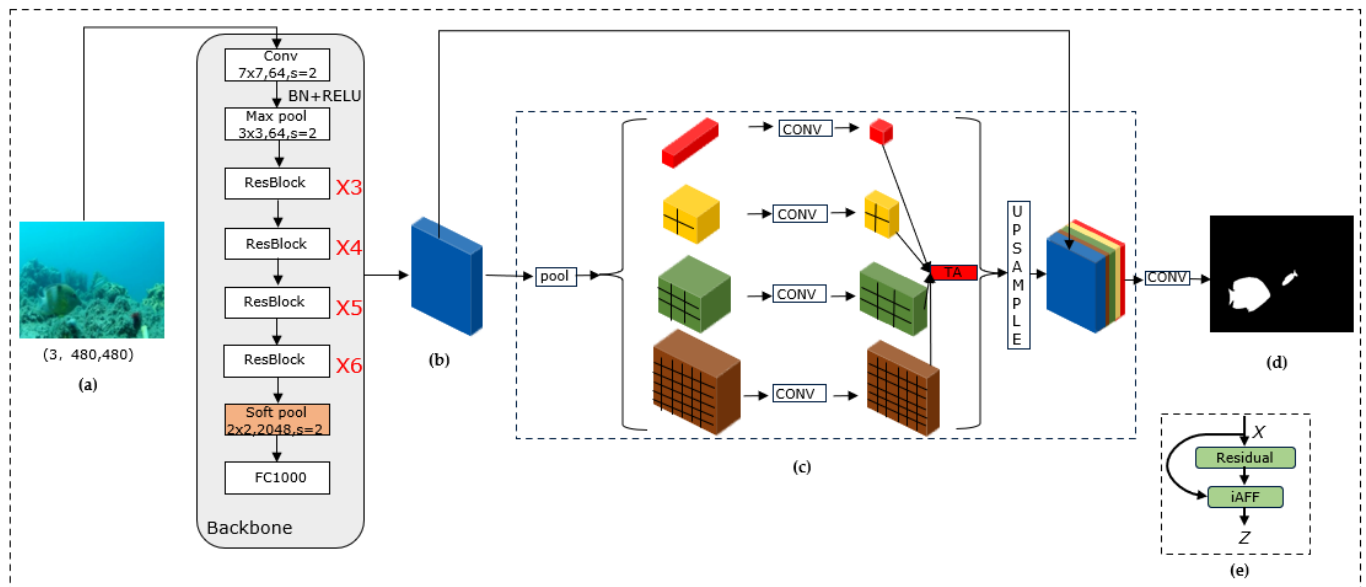 Conv
7x7,64,s=2
BN+RELU
Max pool
3x3,64,s=2
ResBlock
X3
ResBlock
X4
ResBlock
X5
ResBlock
X6
Soft pool
2x2,2048,s=2
FC1000
Backbone
(3, 480,480)
(a)
(b)
pool
CONV
CONV
CONV
CONV
TA
UPSAMPLE
(c)
CONV
(d)
X
Residual
iAFF
Z
(e)